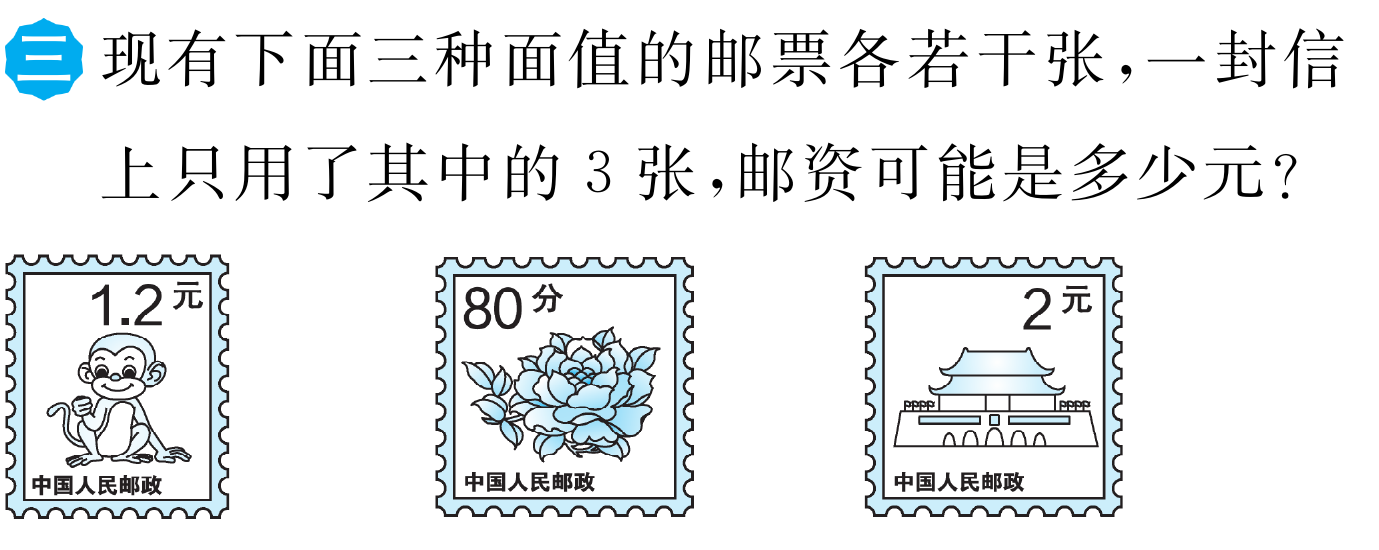 三 现有下面三种面值的邮票各若干张,一封信
上只用了其中的 3 张,邮资可能是多少元?
1.2元 80分 2元
中国人民邮政 中国人民邮政 中国人民邮政